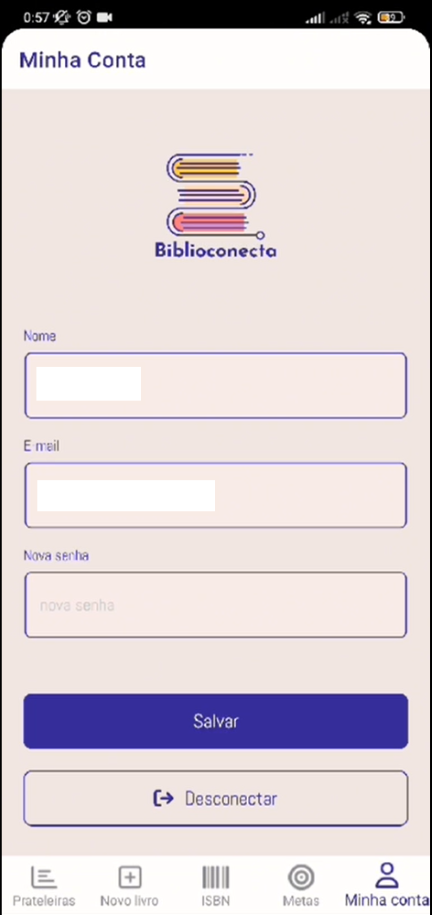 0:57
Minha Conta
Biblioconecta
Nome
E-mail
Nova senha
nova senha
Salvar
Desconectar
Prateleiras
Novo livro
ISBN
Metas
Minha conta